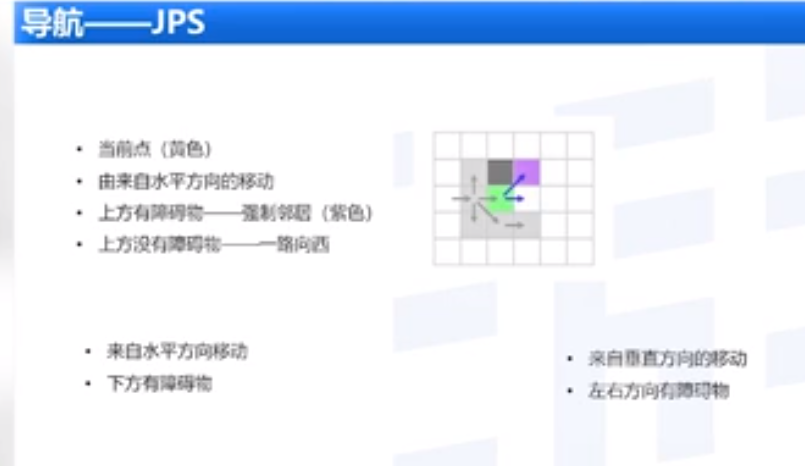 导航——JPS
当前点（黄色）
由来自水平方向的移动
上方有障碍物——强制邻居（紫色）
上方没有障碍物——一路向西
来自水平方向移动
下方有障碍物
来自垂直方向的移动
左右方向有障碍物